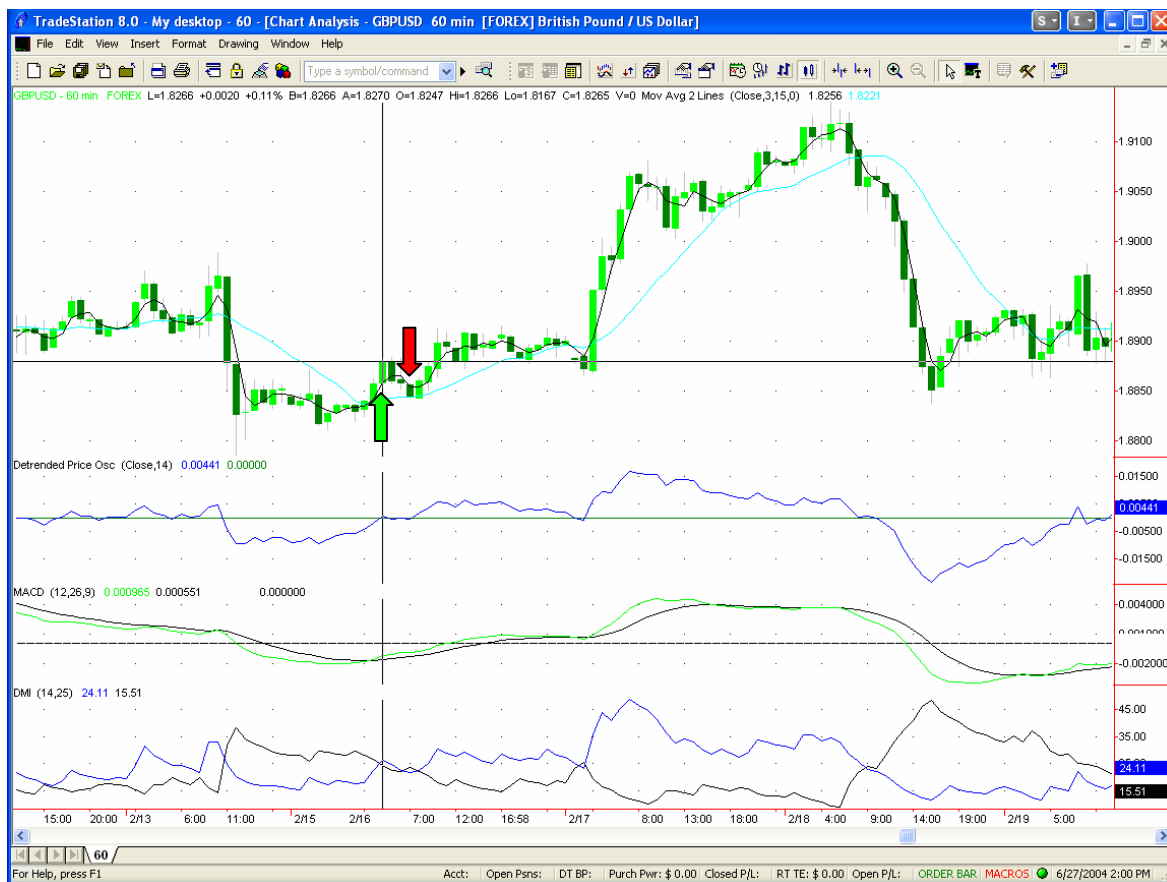 TradeStation 8.0 - My desktop - 60 - [Chart Analysis - GBPUSD 60 min [FOREX] British Pound / US Dollar]
S I
File Edit View Insert Format Drawing Window Help
Type a symbol/command
GBPUSD - 60 min FOREX L=1.8266 +0.0020 +0.11% B=1.8266 A=1.8270 O=1.8247 Hi=1.8266 Lo=1.8167 C=1.8265 V=0 Mov Avg 2 Lines (Close,3,15,0) 1.8256 1.8221
1.9100
1.9050
1.9000
1.8950
1.8900
1.8850
1.8800
Detrended Price Osc (Close,14) 0.00441 0.00000
0.01500
0.00441
-0.00500
-0.01500
MACD (12,26,9) 0.000965 0.000551 0.000000
0.004000
0.001000
-0.002000
DMI (14,25) 24.11 15.51
45.00
35.00
24.11
15.51
15:00 20:00 2/13 6:00 11:00 2/15 2/16 7:00 12:00 16:58 2/17 8:00 13:00 18:00 2/18 4:00 9:00 14:00 19:00 2/19 5:00
60
For Help, press F1 Acct: Open Psns: DT BP: Purch Pwr: $ 0.00 Closed P/L: RT TE: $ 0.00 Open P/L: ORDER BAR MACROS 6/27/2004 2:00 PM